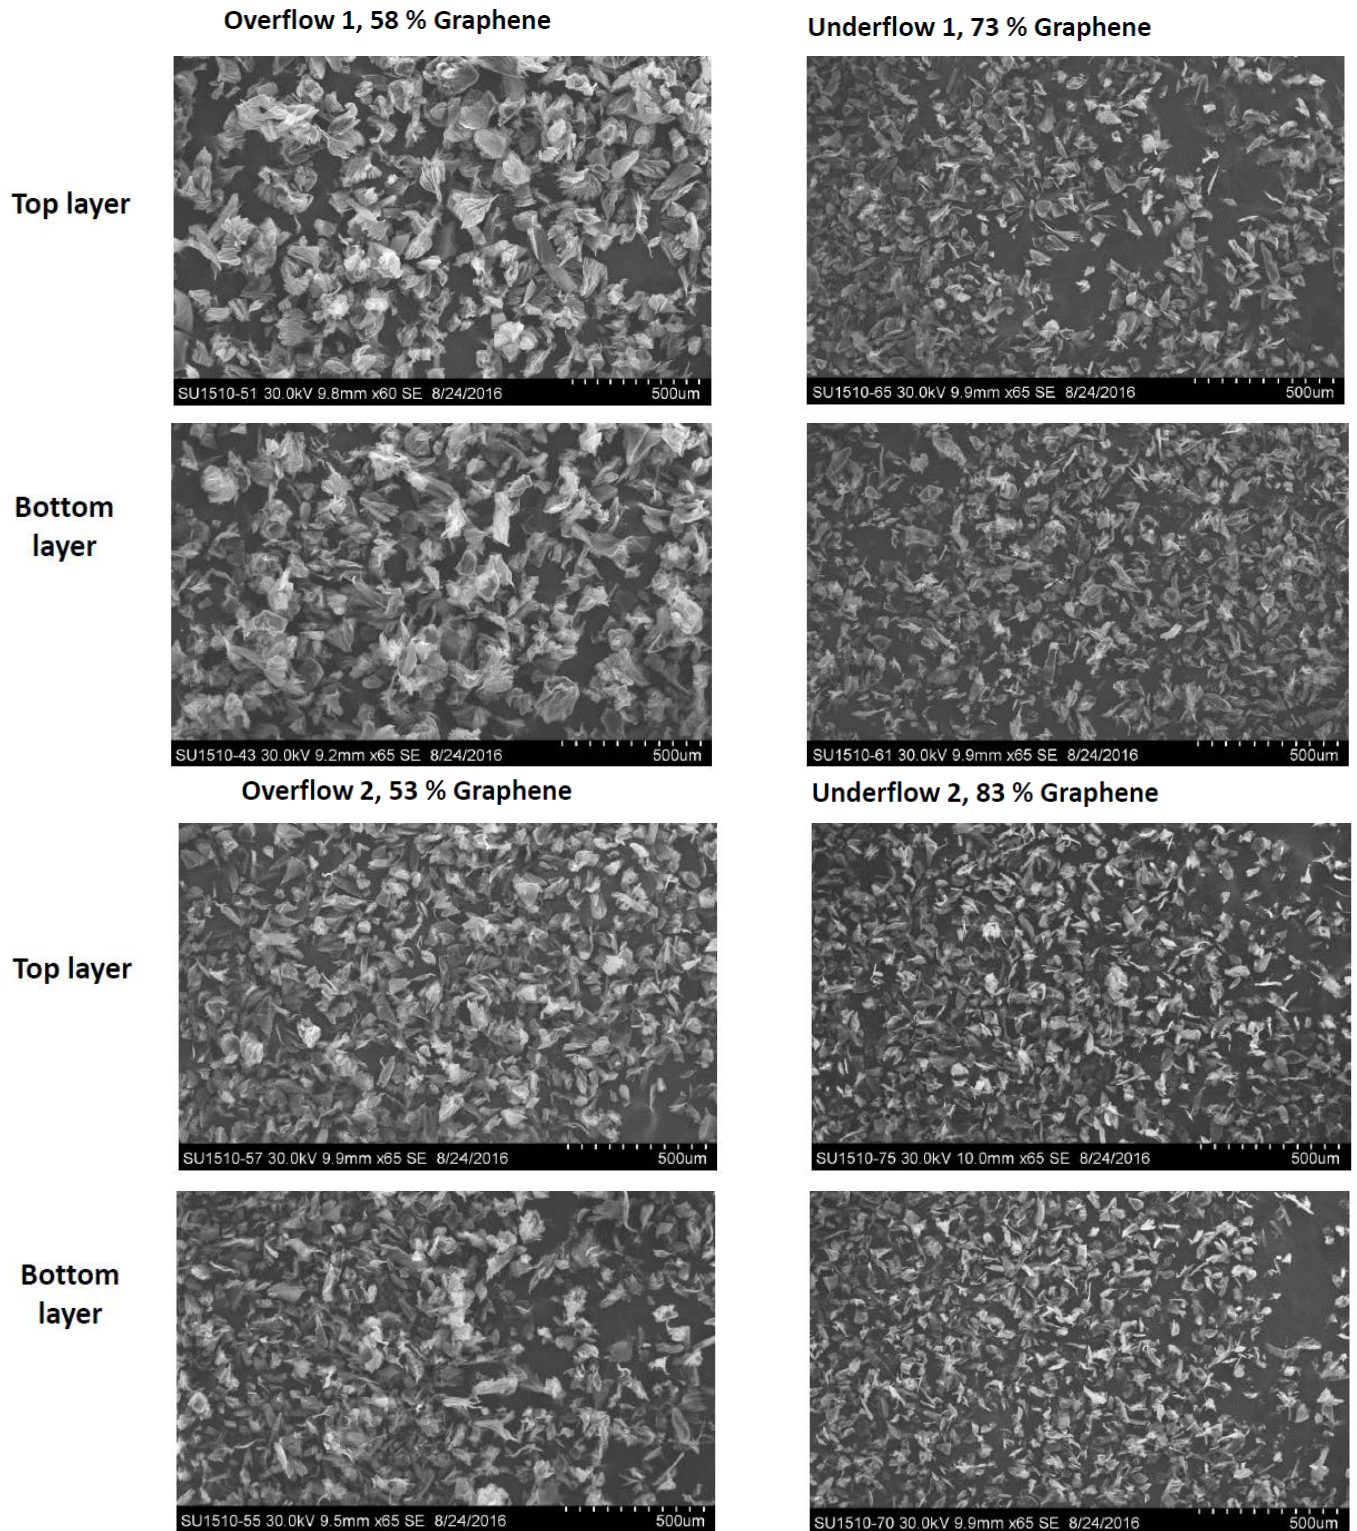 Overflow 1, 58 % Graphene
Underflow 1, 73 % Graphene
Top layer
SU1510-51 30.0kV 9.8mm x60 SE 8/24/2016 500um
SU1510-65 30.0kV 9.9mm x65 SE 8/24/2016 500um
Bottom
layer
SU1510-43 30.0kV 9.2mm x65 SE 8/24/2016 500um
SU1510-61 30.0kV 9.9mm x65 SE 8/24/2016 500um
Overflow 2, 53 % Graphene
Underflow 2, 83 % Graphene
Top layer
SU1510-57 30.0kV 9.9mm x65 SE 8/24/2016 500um
SU1510-75 30.0kV 10.0mm x65 SE 8/24/2016 500um
Bottom
layer
SU1510-55 30.0kV 9.5mm x65 SE 8/24/2016 500um
SU1510-70 30.0kV 9.9mm x65 SE 8/24/2016 500um